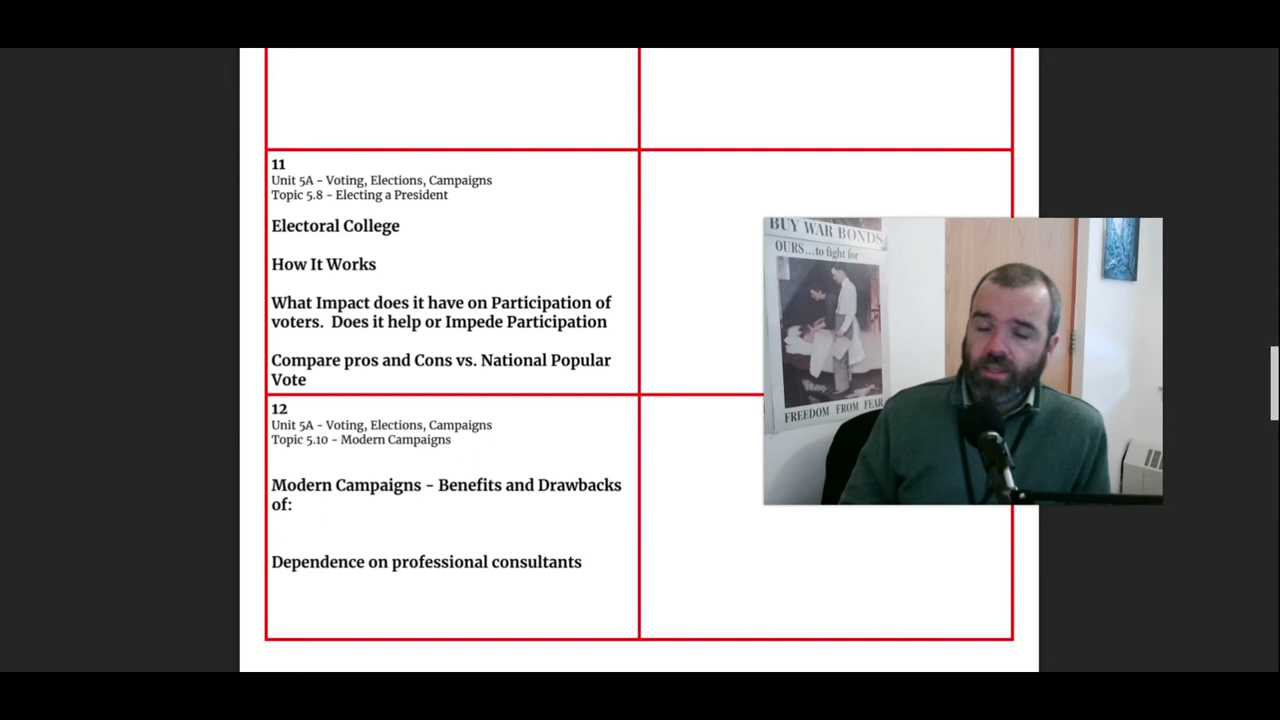 11
Unit 5A - Voting, Elections, Campaigns
Topic 5.8 - Electing a President
Electoral College
How It Works
What Impact does it have on Participation of
voters. Does it help or Impede Participation
Compare pros and Cons vs. National Popular
Vote
12
Unit 5A - Voting, Elections, Campaigns
Topic 5.10 - Modern Campaigns
Modern Campaigns - Benefits and Drawbacks
of:
Dependence on professional consultants
BUY WAR BONDS
OURS...to fight for
FREEDOM FROM FEAR